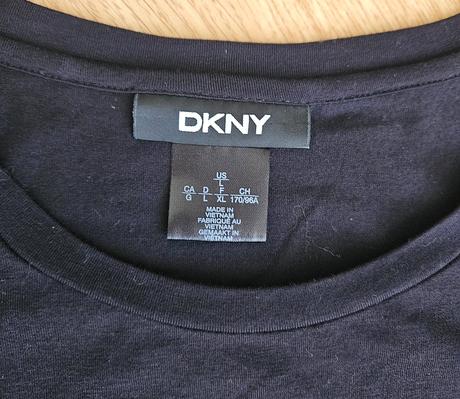 DKNY
US
L
CA D F CH
G L XL 170/96A
MADE IN
VIETNAM
FABRIQUÉ AU
VIETNAM
GEMAAKT IN
VIETNAM